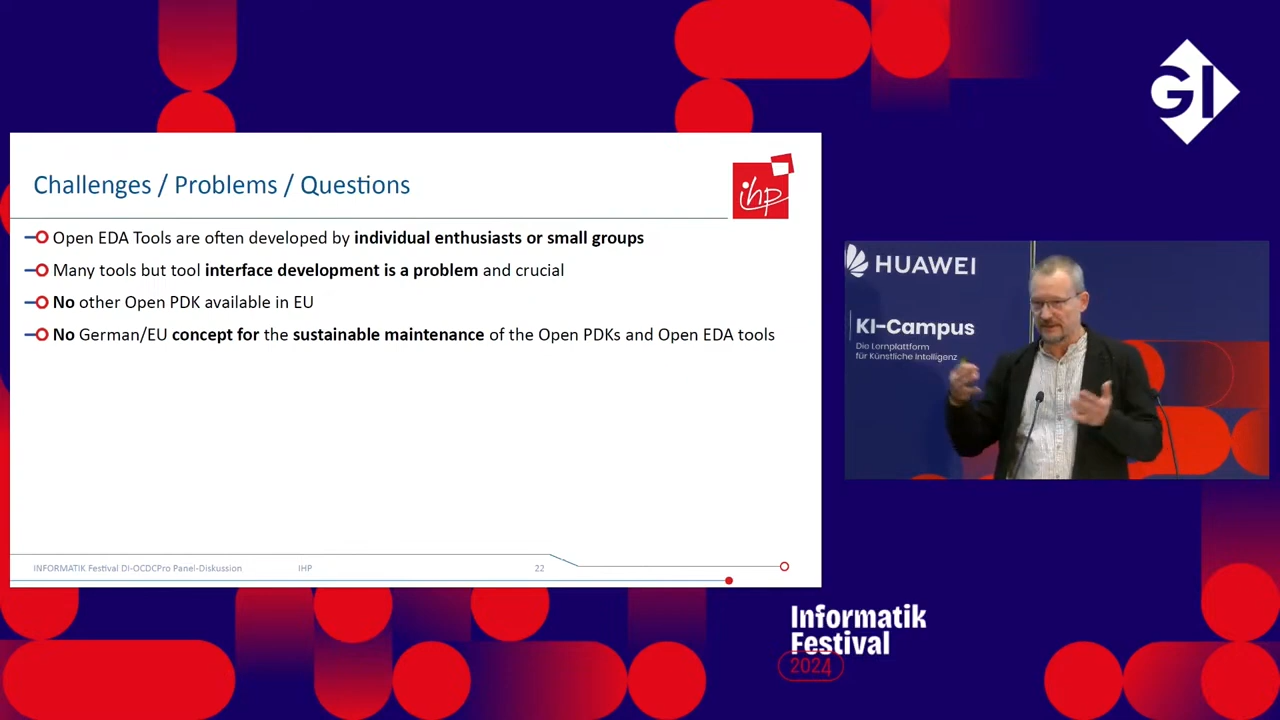 GI
Challenges / Problems / Questions
ihp
Open EDA Tools are often developed by individual enthusiasts or small groups
Many tools but tool interface development is a problem and crucial
No other Open PDK available in EU
No German/EU concept for the sustainable maintenance of the Open PDKs and Open EDA tools
INFORMATIK Festival DI-OCDCPro Panel-Diskussion IHP 22
HUAWEI
KI-Campus
Die Lernplattform
für Künstliche Intelligenz
Informatik
Festival
2024